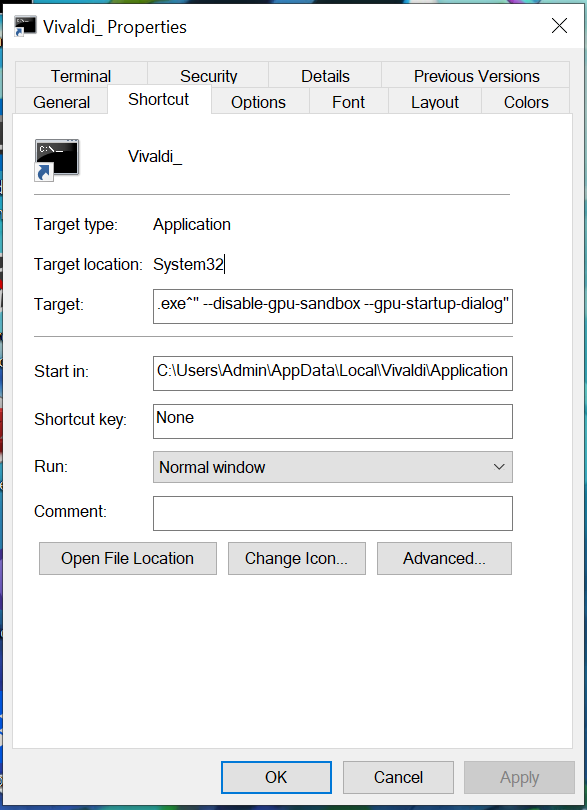 Vivaldi_ Properties
Terminal Security Details Previous Versions
General Shortcut Options Font Layout Colors
C:\_
Vivaldi_
Target type: Application
Target location: System32
Target: .exe^" --disable-gpu-sandbox --gpu-startup-dialog"
Start in: C:\Users\Admin\AppData\Local\Vivaldi\Application
Shortcut key: None
Run: Normal window
Comment:
Open File Location Change Icon... Advanced...
OK Cancel Apply